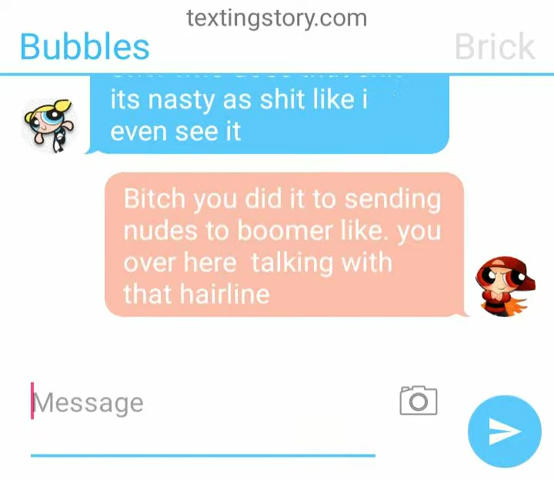 textingstory.com
Bubbles
Brick
its nasty as shit like i
even see it
Bitch you did it to sending
nudes to boomer like. you
over here  talking with
that hairline
Message